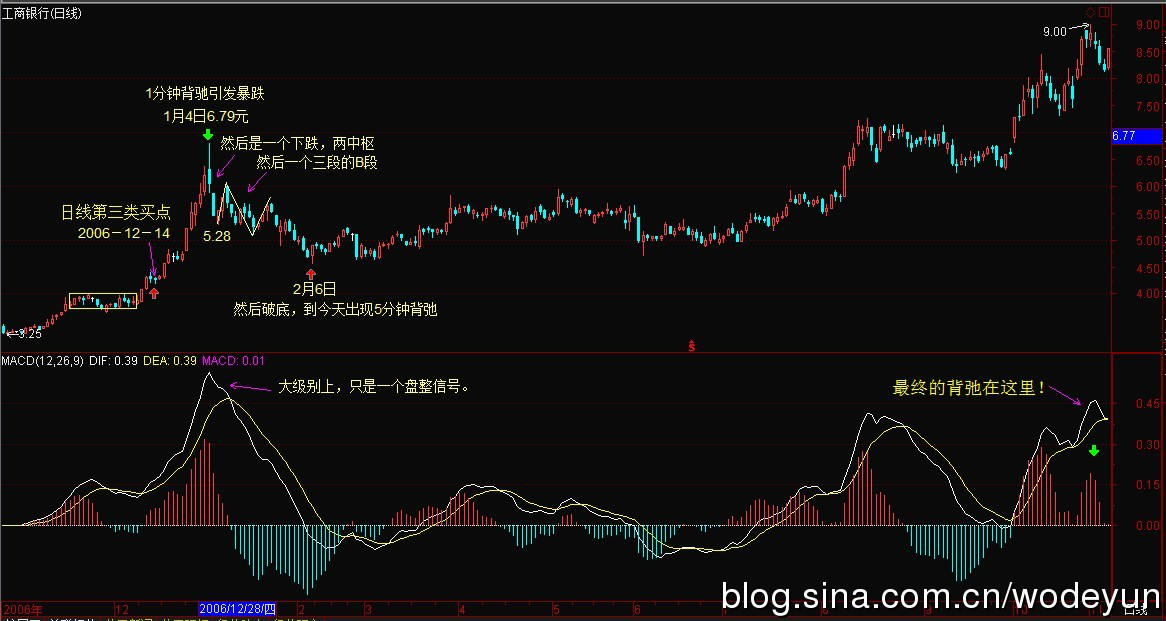 工商银行(日线)
9.00
9.00
8.50
8.00
7.50
6.77
6.50
6.00
5.50
5.00
4.50
4.00
1分钟背驰引发暴跌
1月4日6.79元
然后是一个下跌，两中枢
然后一个三段的B段
日线第三类买点
2006－12－14
5.28
2月6日
然后破底，到今天出现5分钟背弛
3.25
S
MACD(12,26,9) DIF: 0.39 DEA: 0.39 MACD: 0.01
大级别上，只是一个盘整信号。
最终的背弛在这里！
0.45
0.30
0.15
0.00
blog.sina.com.cn/wodeyun
2006年 12 2006/12/28/四 2 3 4 5 6 日线